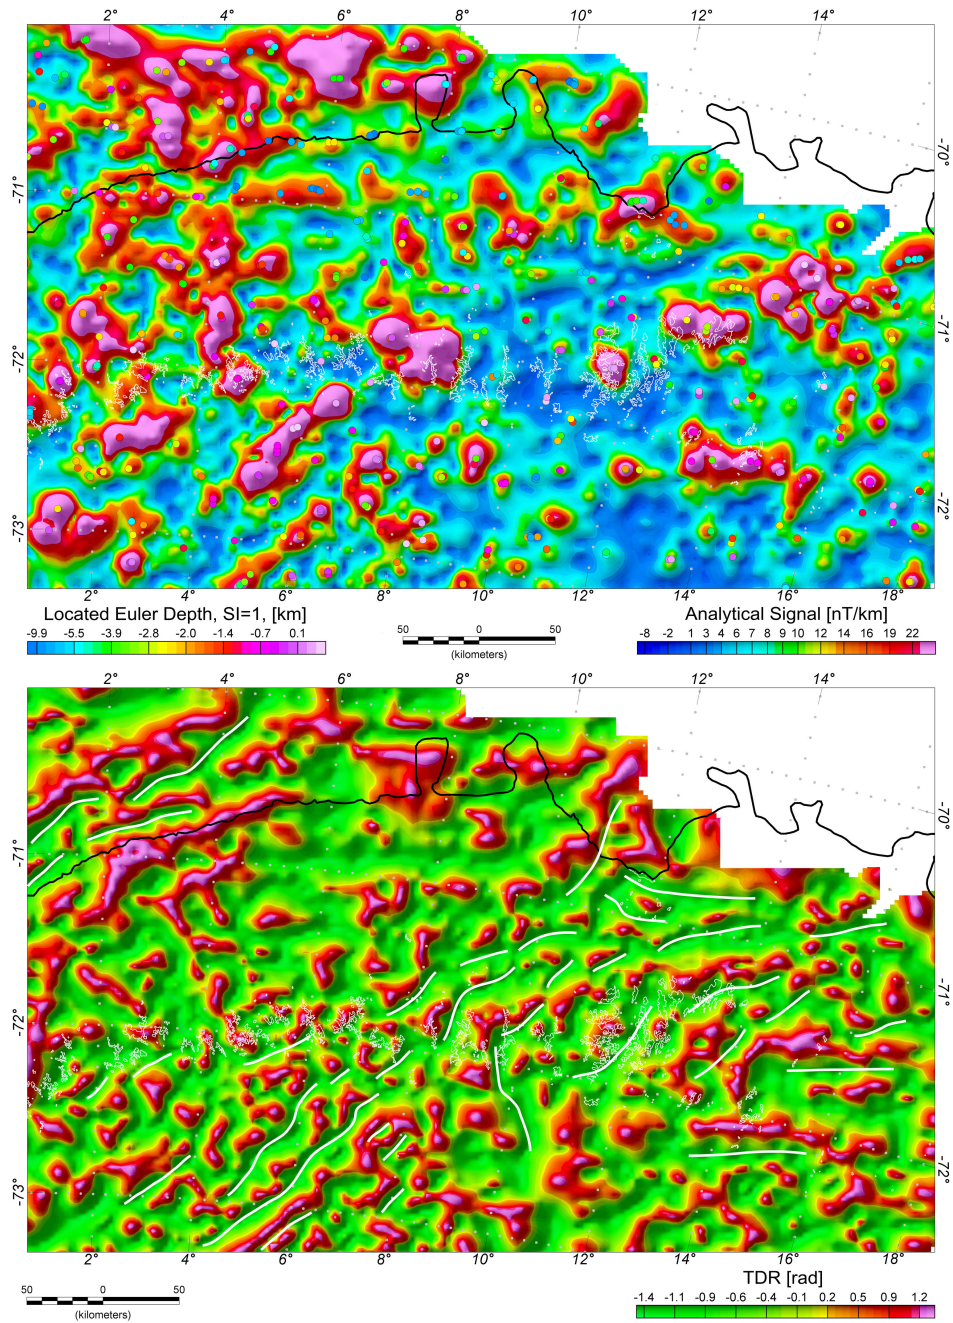 2° 4° 6° 8° 10° 12° 14°
-70°
-71°
-71°
-72°
-72°
-73°
2° 4° 6° 8° 10° 12° 14° 16° 18°
Located Euler Depth, SI=1, [km]
-9.9 -5.5 -3.9 -2.8 -2.0 -1.4 -0.7 0.1
50 0 50
(kilometers)
Analytical Signal [nT/km]
-8 -2 1 3 4 6 7 8 9 10 12 14 16 19 22
2° 4° 6° 8° 10° 12° 14°
-70°
-71°
-71°
-72°
-72°
-73°
2° 4° 6° 8° 10° 12° 14° 16° 18°
50 0 50
(kilometers)
TDR [rad]
-1.4 -1.1 -0.9 -0.6 -0.4 -0.1 0.2 0.5 0.9 1.2